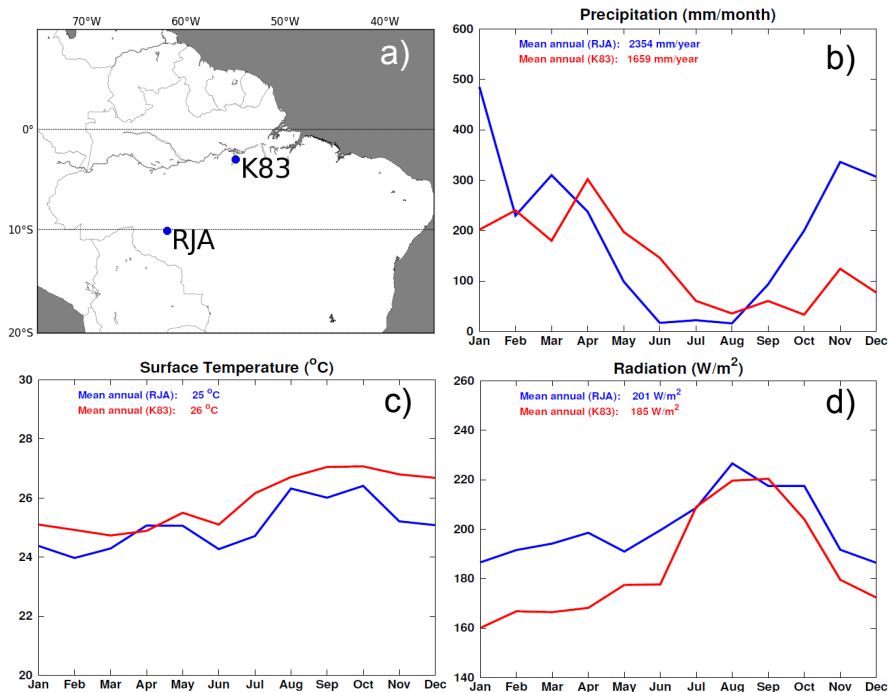 70°W 60°W 50°W 40°W
a)
0°
10°S
20°S
K83
RJA
Precipitation (mm/month)
b)
Mean annual (RJA): 2354 mm/year
Mean annual (K83): 1659 mm/year
600
500
400
300
200
100
0
Jan Feb Mar Apr May Jun Jul Aug Sep Oct Nov Dec
Surface Temperature (°C)
c)
Mean annual (RJA): 25 °C
Mean annual (K83): 26 °C
30
28
26
24
22
20
Jan Feb Mar Apr May Jun Jul Aug Sep Oct Nov Dec
Radiation (W/m²)
d)
Mean annual (RJA): 201 W/m²
Mean annual (K83): 185 W/m²
260
240
220
200
180
160
140
Jan Feb Mar Apr May Jun Jul Aug Sep Oct Nov Dec